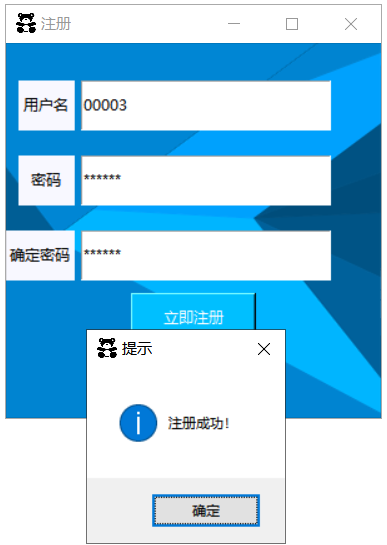 注册
用户名 00003
密码 ******
确定密码 ******
立即注册
提示
注册成功!
确定